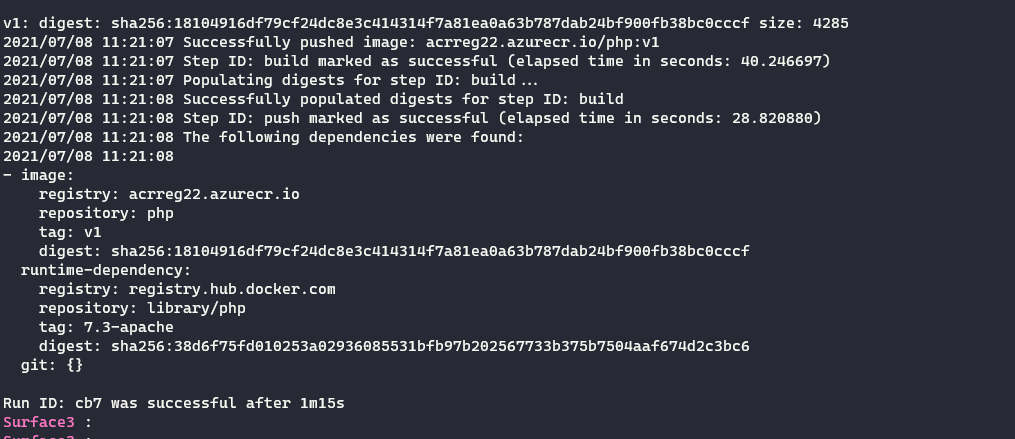 v1: digest: sha256:18104916df79cf24dc8e3c414314f7a81ea0a63b787dab24bf900fb38bc0cccf size: 4285
2021/07/08 11:21:07 Successfully pushed image: acrreg22.azurecr.io/php:v1
2021/07/08 11:21:07 Step ID: build marked as successful (elapsed time in seconds: 40.246697)
2021/07/08 11:21:07 Populating digests for step ID: build...
2021/07/08 11:21:08 Successfully populated digests for step ID: build
2021/07/08 11:21:08 Step ID: push marked as successful (elapsed time in seconds: 28.820880)
2021/07/08 11:21:08 The following dependencies were found:
2021/07/08 11:21:08
- image:
    registry: acrreg22.azurecr.io
    repository: php
    tag: v1
    digest: sha256:18104916df79cf24dc8e3c414314f7a81ea0a63b787dab24bf900fb38bc0cccf
  runtime-dependency:
    registry: registry.hub.docker.com
    repository: library/php
    tag: 7.3-apache
    digest: sha256:38d6f75fd010253a02936085531bfb97b202567733b375b7504aaf674d2c3bc6
  git: {}
Run ID: cb7 was successful after 1m15s
Surface3 :
Surface3 :